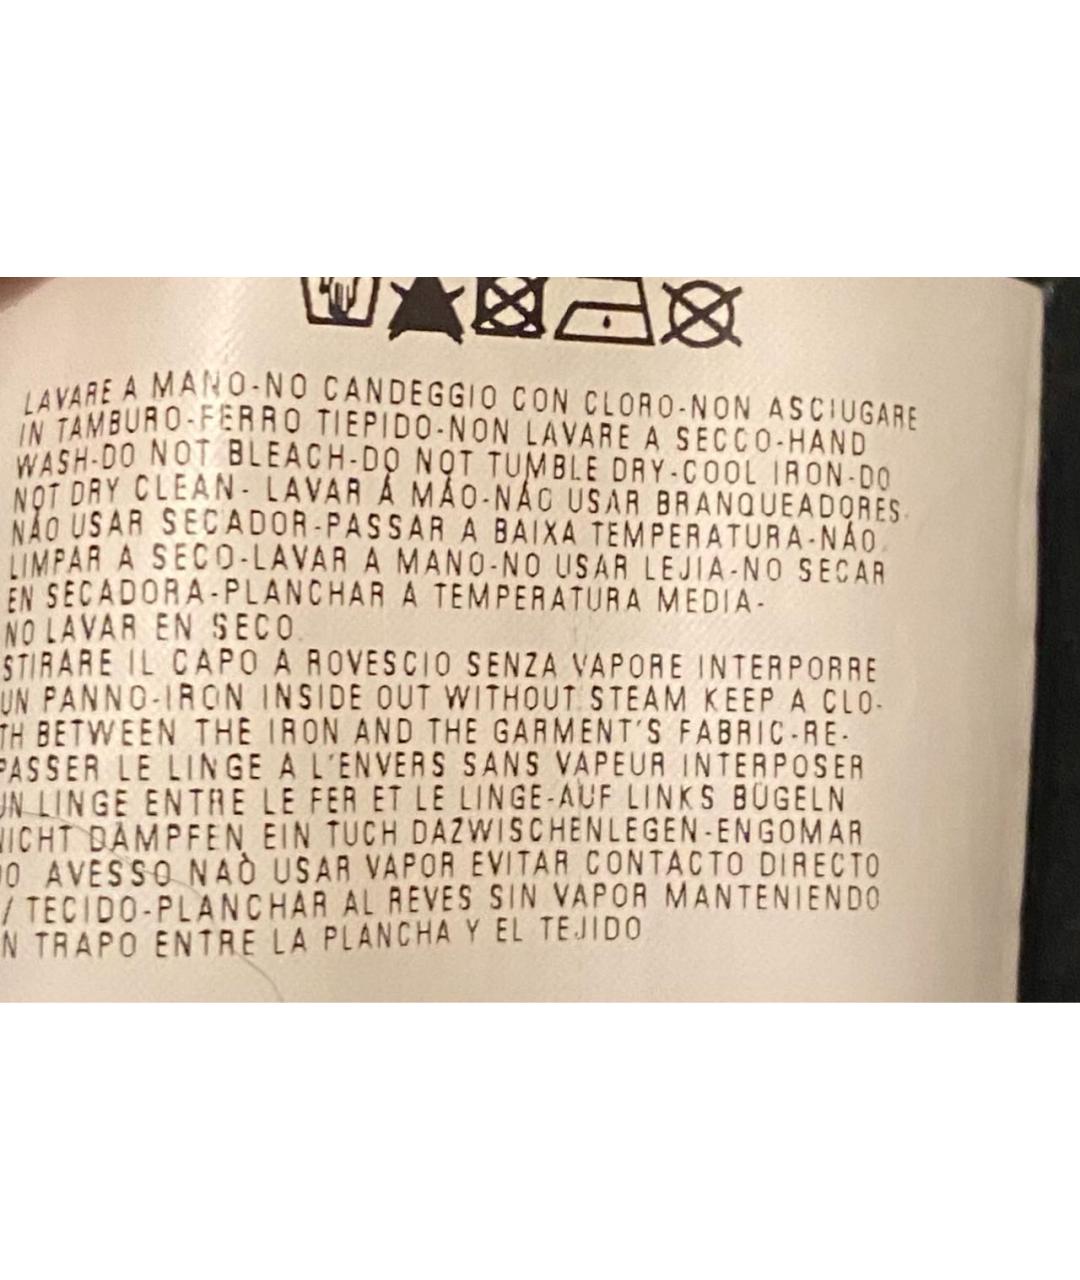 LAVARE A MANO-NO CANDEGGIO CON CLORO-NON ASCIUGARE
IN TAMBURO-FERRO TIEPIDO-NON LAVARE A SECCO-HAND
WASH-DO NOT BLEACH-DO NOT TUMBLE DRY-COOL IRON-DO
NOT DRY CLEAN- LAVAR Á MÃO-NÃO USAR BRANQUEADORES.
NÃO USAR SECADOR-PASSAR A BAIXA TEMPERATURA-NÃO
LIMPAR A SECO-LAVAR A MANO-NO USAR LEJIA-NO SECAR
EN SECADORA-PLANCHAR A TEMPERATURA MEDIA-
NO LAVAR EN SECO
STIRARE IL CAPO A ROVESCIO SENZA VAPORE INTERPORRE
UN PANNO-IRON INSIDE OUT WITHOUT STEAM KEEP A CLO-
TH BETWEEN THE IRON AND THE GARMENT'S FABRIC-RE-
PASSER LE LINGE A L'ENVERS SANS VAPEUR INTERPOSER
UN LINGE ENTRE LE FER ET LE LINGE-AUF LINKS BÜGELN
NICHT DÄMPFEN EIN TUCH DAZWISCHENLEGEN-ENGOMAR
DO AVESSO NAÒ USAR VAPOR EVITAR CONTACTO DIRECTO
/ TECIDO-PLANCHAR AL REVES SIN VAPOR MANTENIENDO
N TRAPO ENTRE LA PLANCHA Y EL TEJIDO